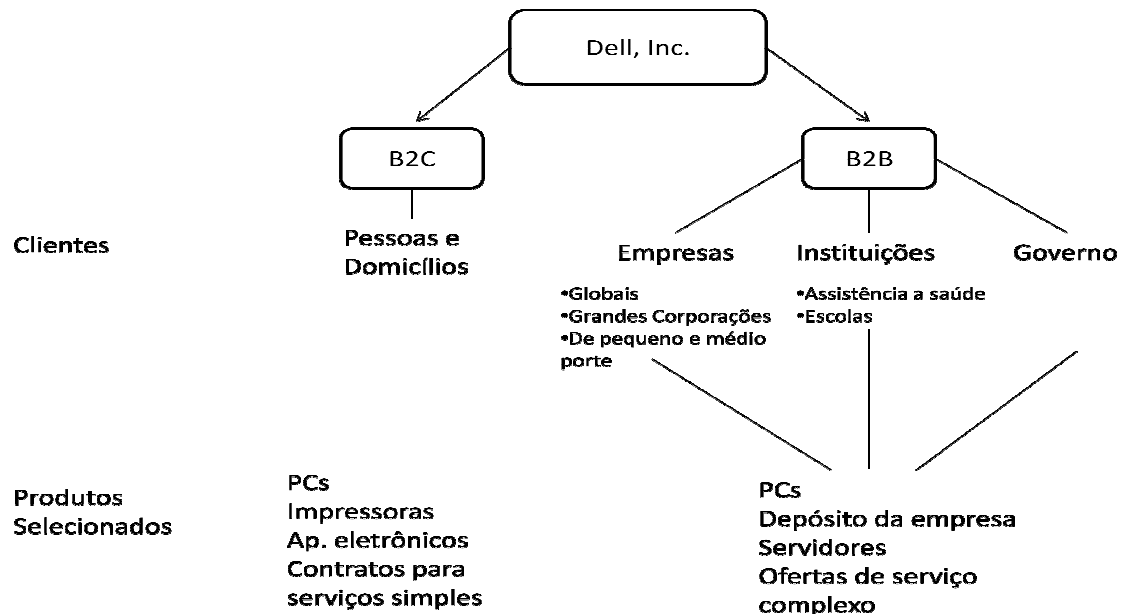 Dell, Inc.
B2C
B2B
Clientes
Pessoas e
Domicílios
Empresas
•Globais
•Grandes Corporações
•De pequeno e médio
porte
Instituições
•Assistência a saúde
•Escolas
Governo
Produtos
Selecionados
PCs
Impressoras
Ap. eletrônicos
Contratos para
serviços simples
PCs
Depósito da empresa
Servidores
Ofertas de serviço
complexo